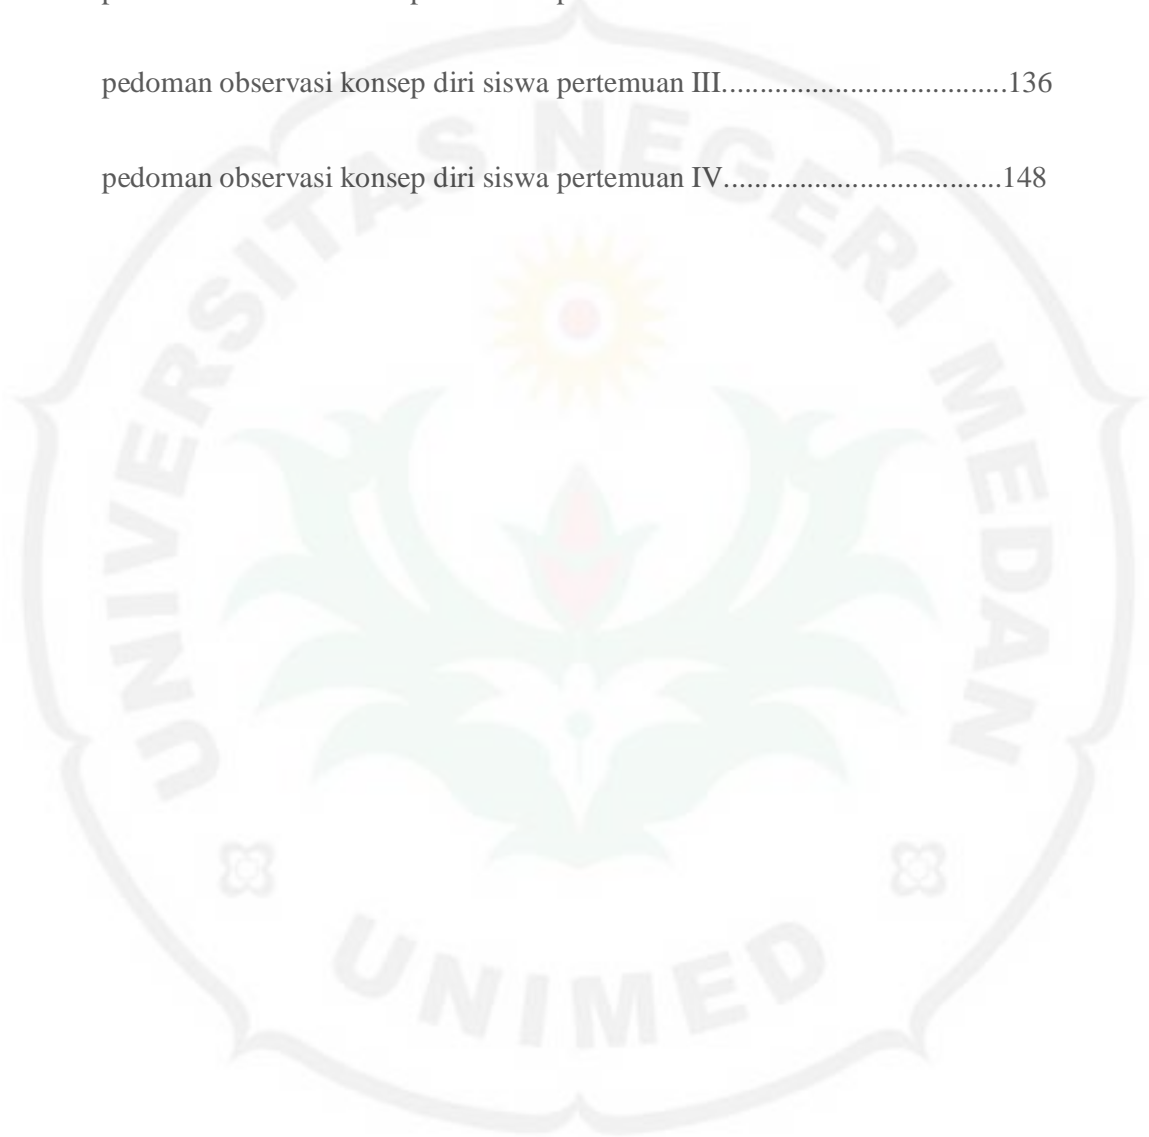 pedoman observasi konsep diri siswa pertemuan III.....................................136
pedoman observasi konsep diri siswa pertemuan IV....................................148
UNIVERSITAS NEGERI MEDAN
UNIMED